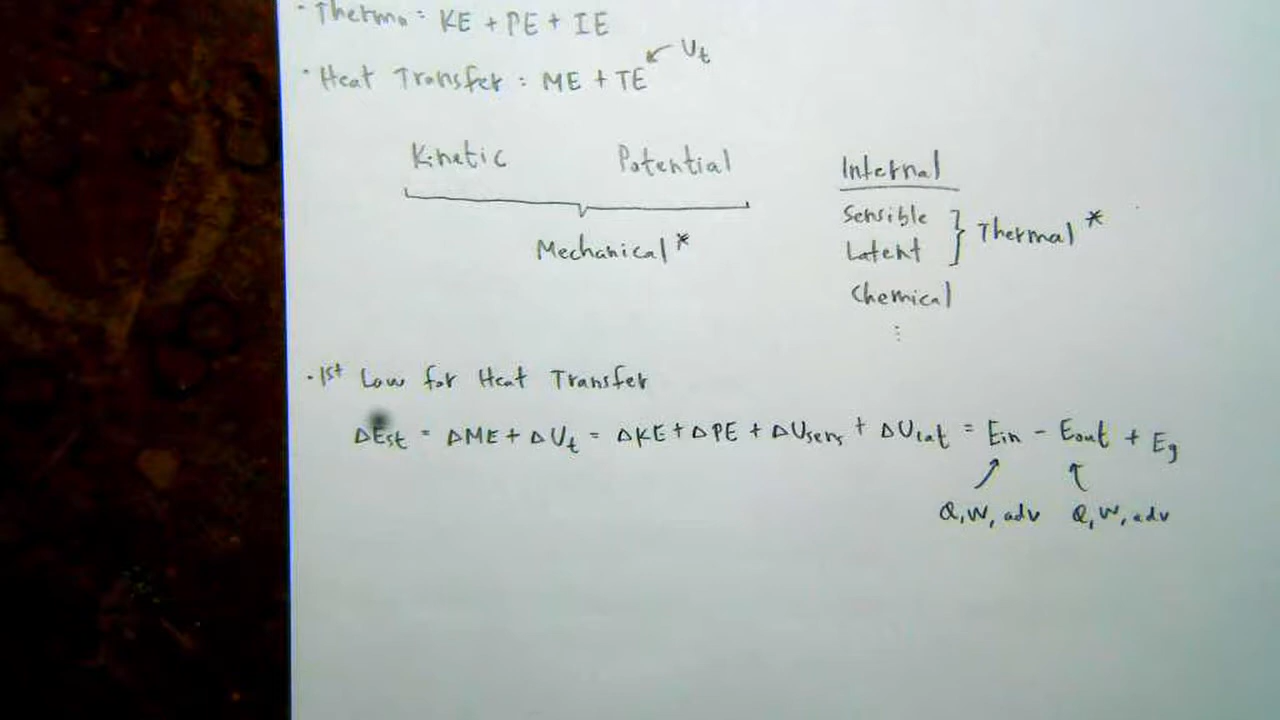 · Thermo: KE + PE + IE
↙ Ut
· Heat Transfer: ME + TE
Kinetic Potential Internal
Mechanical*
Sensible
Latent
} Thermal *
Chemical
⋮
· 1st Law for Heat Transfer
ΔEst = ΔME + ΔUt = ΔKE + ΔPE + ΔUsens + ΔUlat = Ein - Eout + Eg
↗ ↖
Q, W, adv Q, W, adv